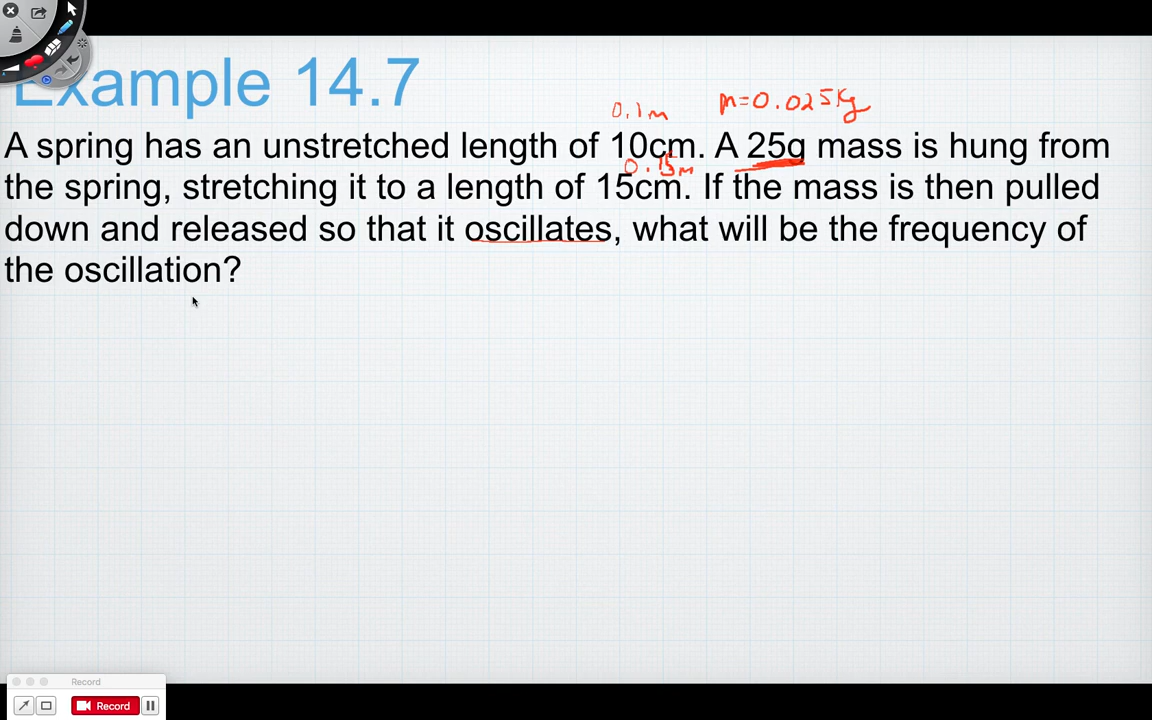 Example 14.7
0.1m m=0.025Kg
A spring has an unstretched length of 10cm. A 25g mass is hung from
0.15m
the spring, stretching it to a length of 15cm. If the mass is then pulled
down and released so that it oscillates, what will be the frequency of
the oscillation?
Record
Record